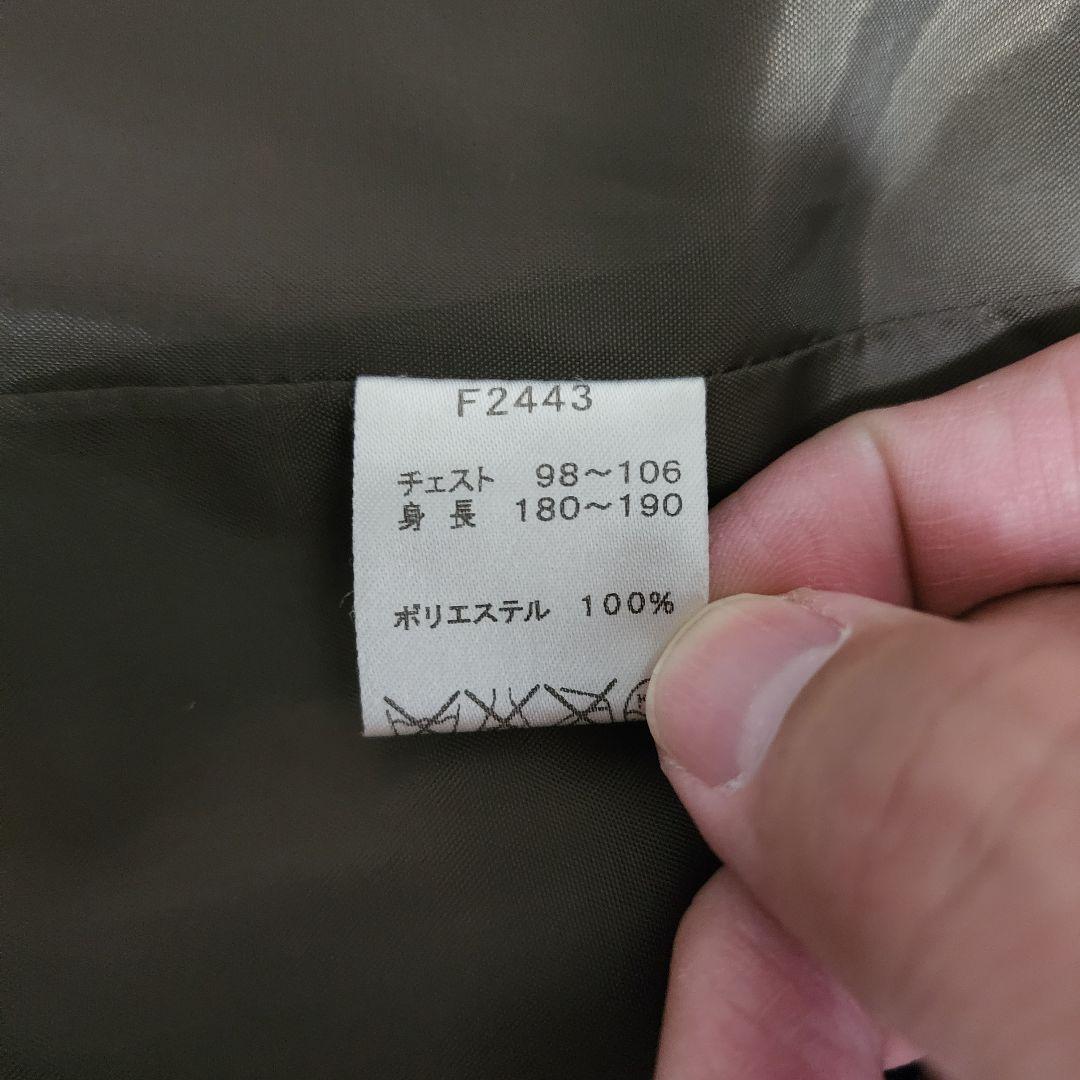 F2443
チェスト 98〜106
身長 180〜190
ポリエステル 100%